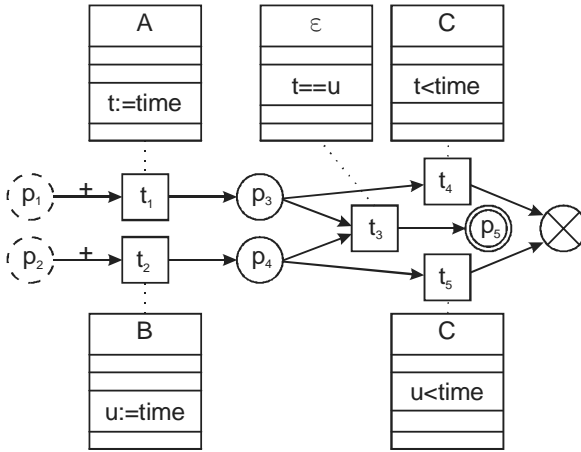 A ε C
t:=time t==u t<time
+ +
p1 t1 p3 t4
t3 p5
p2 t2 p4 t5
B C
u:=time u<time